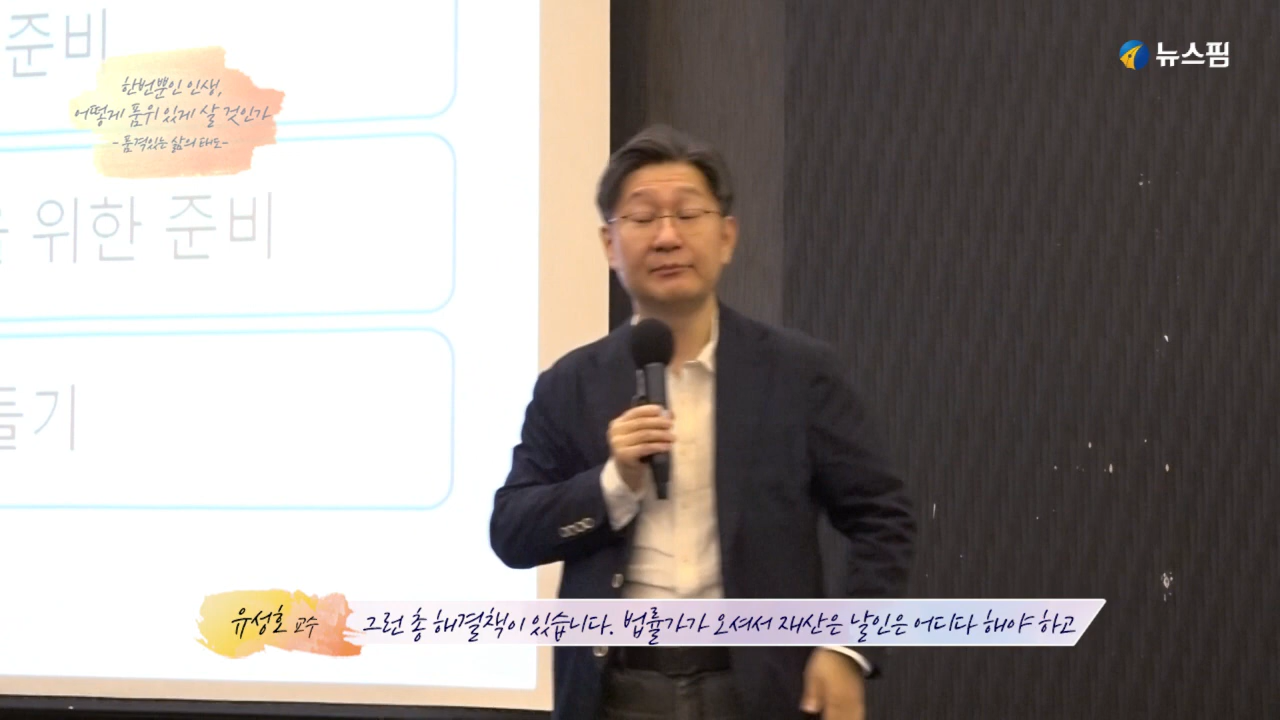 준비
뉴스핌
한번뿐인 인생,
어떻게 품위 있게 살 것인가
-품격있는 삶의 태도-
위한 준비
들기
유성호 교수
그런 총 해결책이 있습니다. 법률가가 오셔서 재산은 날인은 어디다 해야 하고